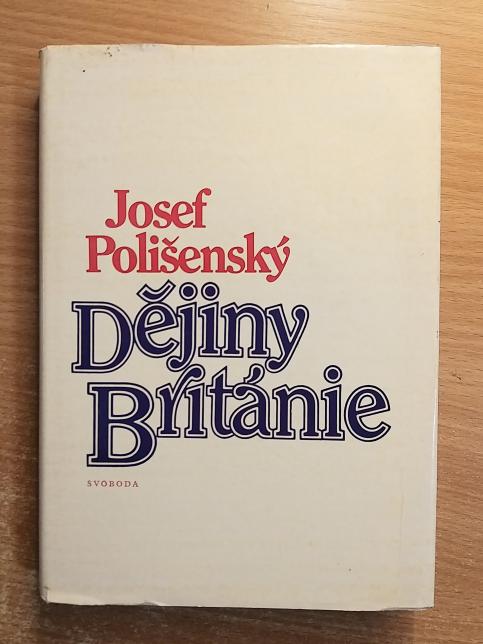 Josef
Polišenský
Dějiny
Británie
SVOBODA